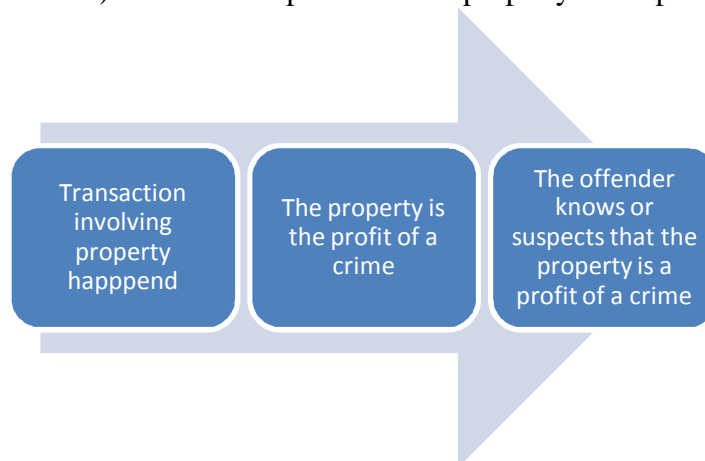 property
Transaction
involving
property
happpend
The property is
the profit of a
crime
The offender
knows or
suspects that the
property is a
profit of a crime